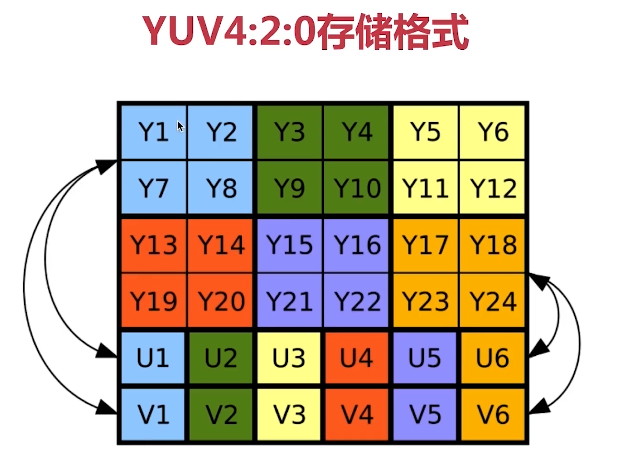 YUV4:2:0存储格式
Y1 Y2 Y3 Y4 Y5 Y6
Y7 Y8 Y9 Y10 Y11 Y12
Y13 Y14 Y15 Y16 Y17 Y18
Y19 Y20 Y21 Y22 Y23 Y24
U1 U2 U3 U4 U5 U6
V1 V2 V3 V4 V5 V6